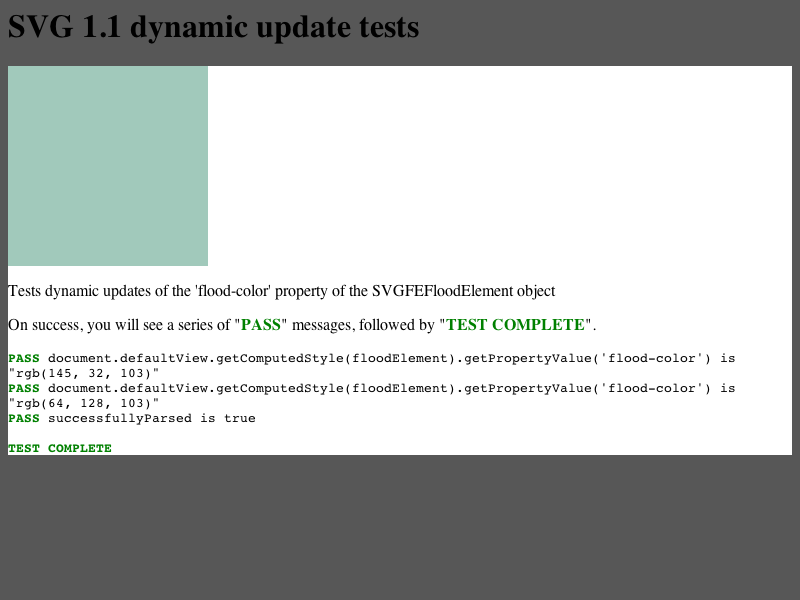 SVG 1.1 dynamic update tests
Tests dynamic updates of the 'flood-color' property of the SVGFEFloodElement object
On success, you will see a series of "PASS" messages, followed by "TEST COMPLETE".
PASS document.defaultView.getComputedStyle(floodElement).getPropertyValue('flood-color') is
"rgb(145, 32, 103)"
PASS document.defaultView.getComputedStyle(floodElement).getPropertyValue('flood-color') is
"rgb(64, 128, 103)"
PASS successfullyParsed is true
TEST COMPLETE